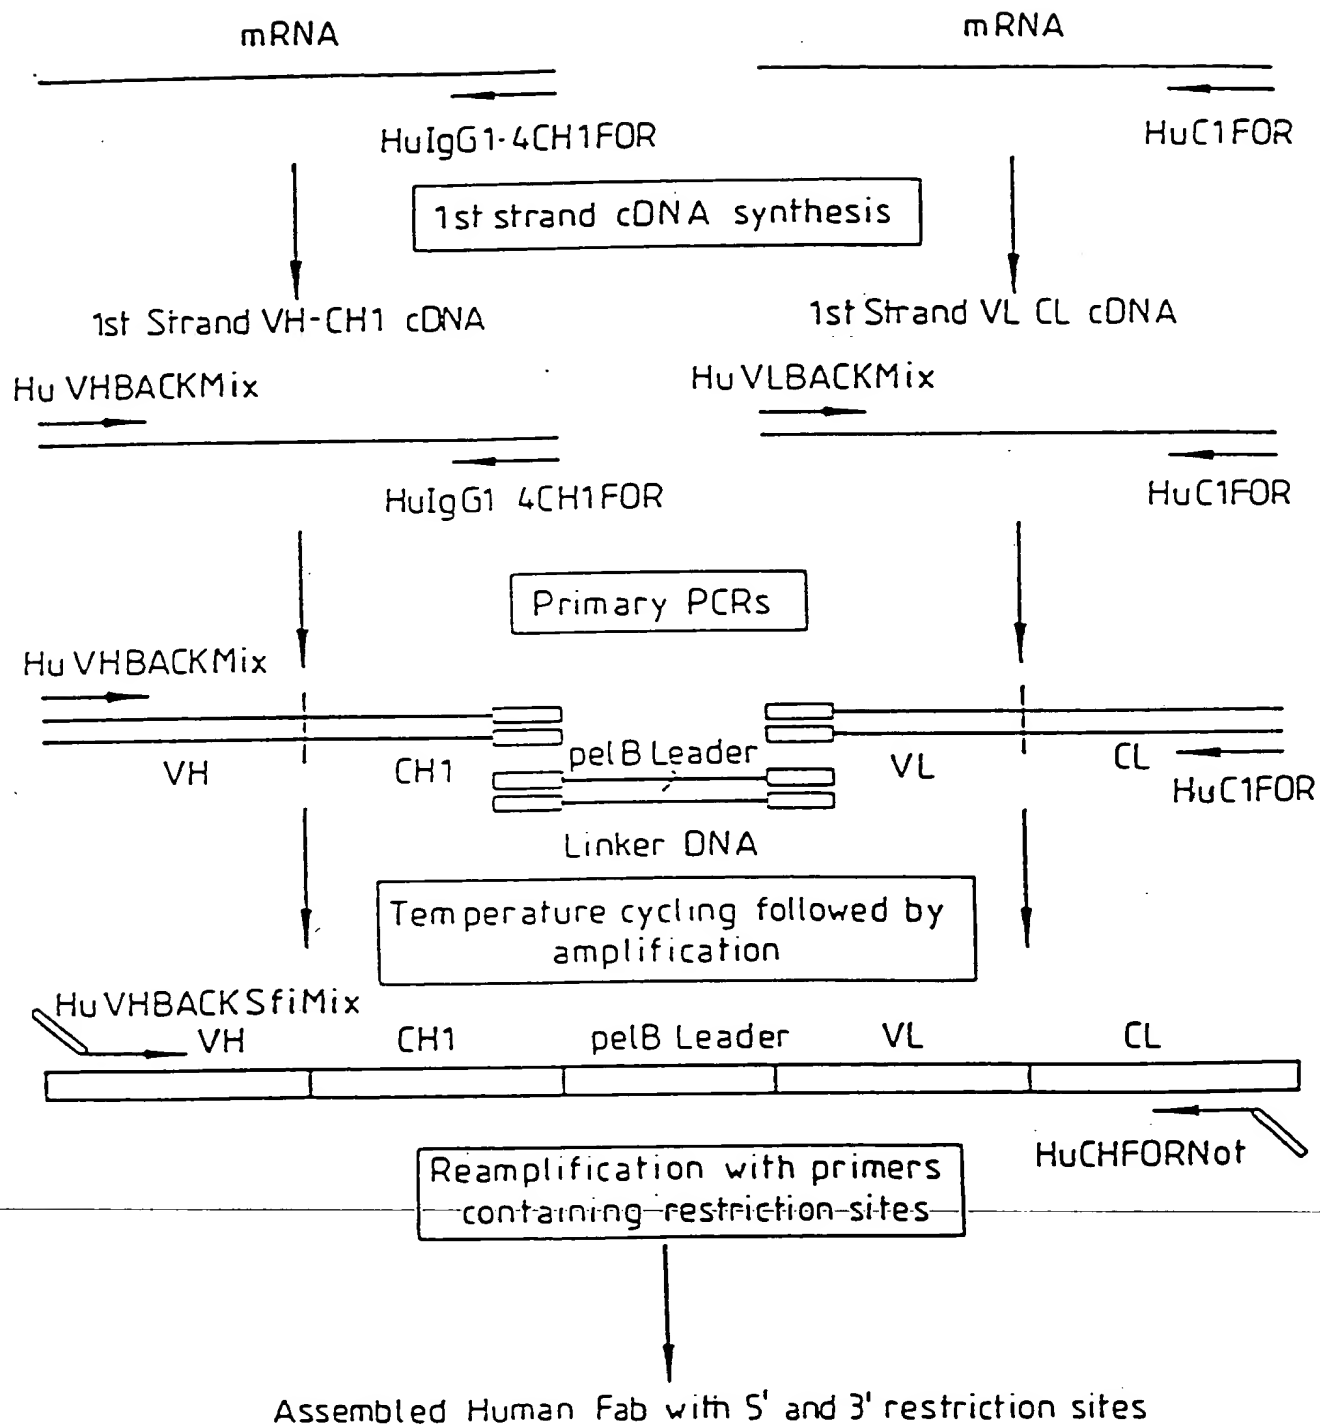 mRNA
mRNA
HuIgG1-4CH1FOR
HuC1FOR
1st strand cDNA synthesis
1st Strand VH-CH1 cDNA
1st Strand VL CL cDNA
Hu VHBACKMix
Hu VLBACKMix
HuIgG1 4CH1FOR
HuC1FOR
Primary PCRs
Hu VHBACKMix
VH
CH1
pelB Leader
VL
CL
HuC1FOR
Linker DNA
Temperature cycling followed by
amplification
HuVHBACKSfiMix
VH
CH1
pelB Leader
VL
CL
HuCHFORNot
Reamplification with primers
containing restriction sites
Assembled Human Fab with 5' and 3' restriction sites